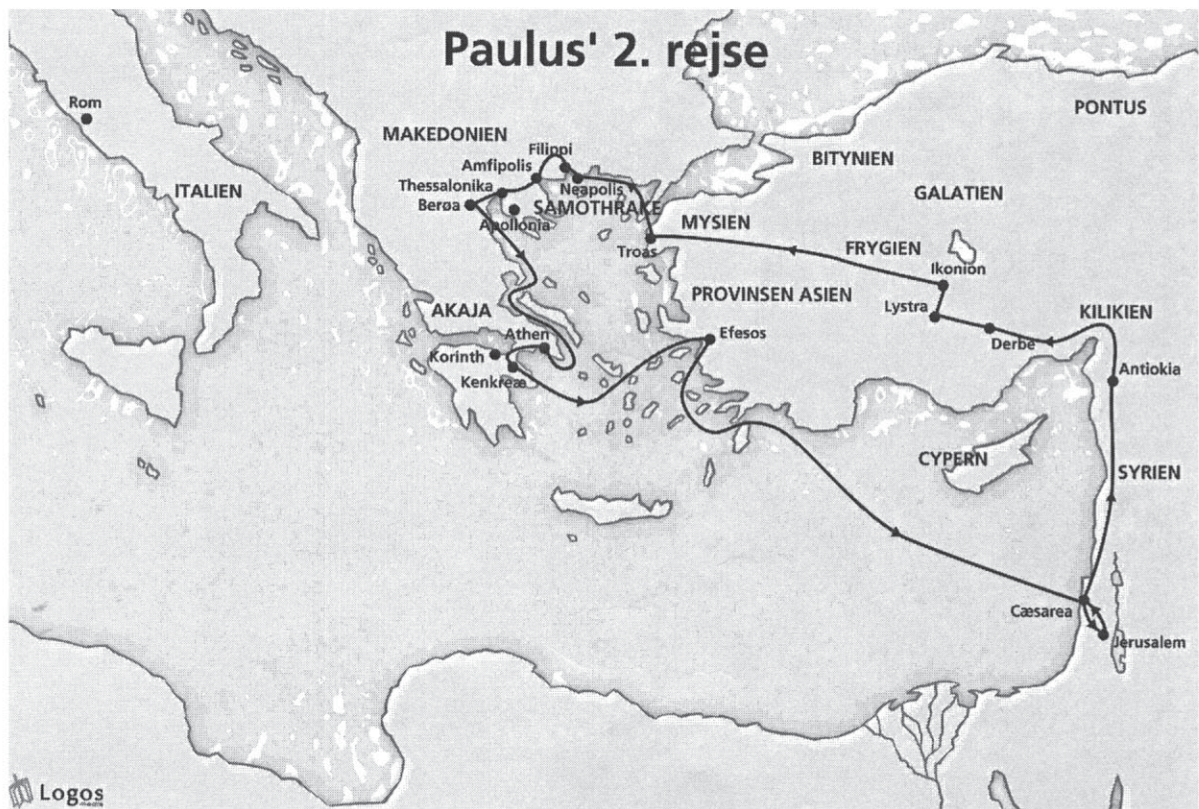 Paulus' 2. rejse
Rom
PONTUS
MAKEDONIEN
Filippi
BITYNIEN
Amfipolis
ITALIEN
Thessalonika
Neapolis
GALATIEN
Berøa
SAMOTHRAKE
Apollonia
MYSIEN
Troas
FRYGIEN
Ikonion
PROVINSEN ASIEN
Lystra
KILIKIEN
AKAJA
Athen
Efesos
Derbe
Korinth
Kenkreæ
Antiokia
CYPERN
SYRIEN
Cæsarea
Jerusalem
Logos
media